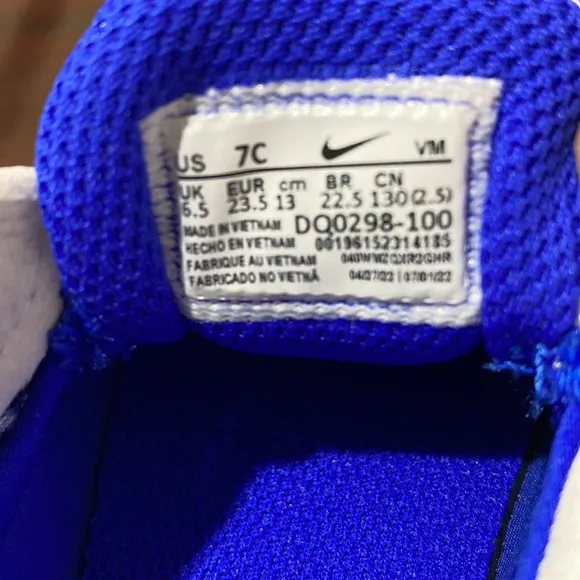 US 7C VM
UK EUR cm BR CN
6.5 23.5 13 22.5 130(2.5)
MADE IN VIETNAM DQ0298-100
HECHO EN VIETNAM 00196152314185
FABRIQUE AU VIETNAM
FABRICADO NO VIETNÃ 04/27/22 | 07/01/22